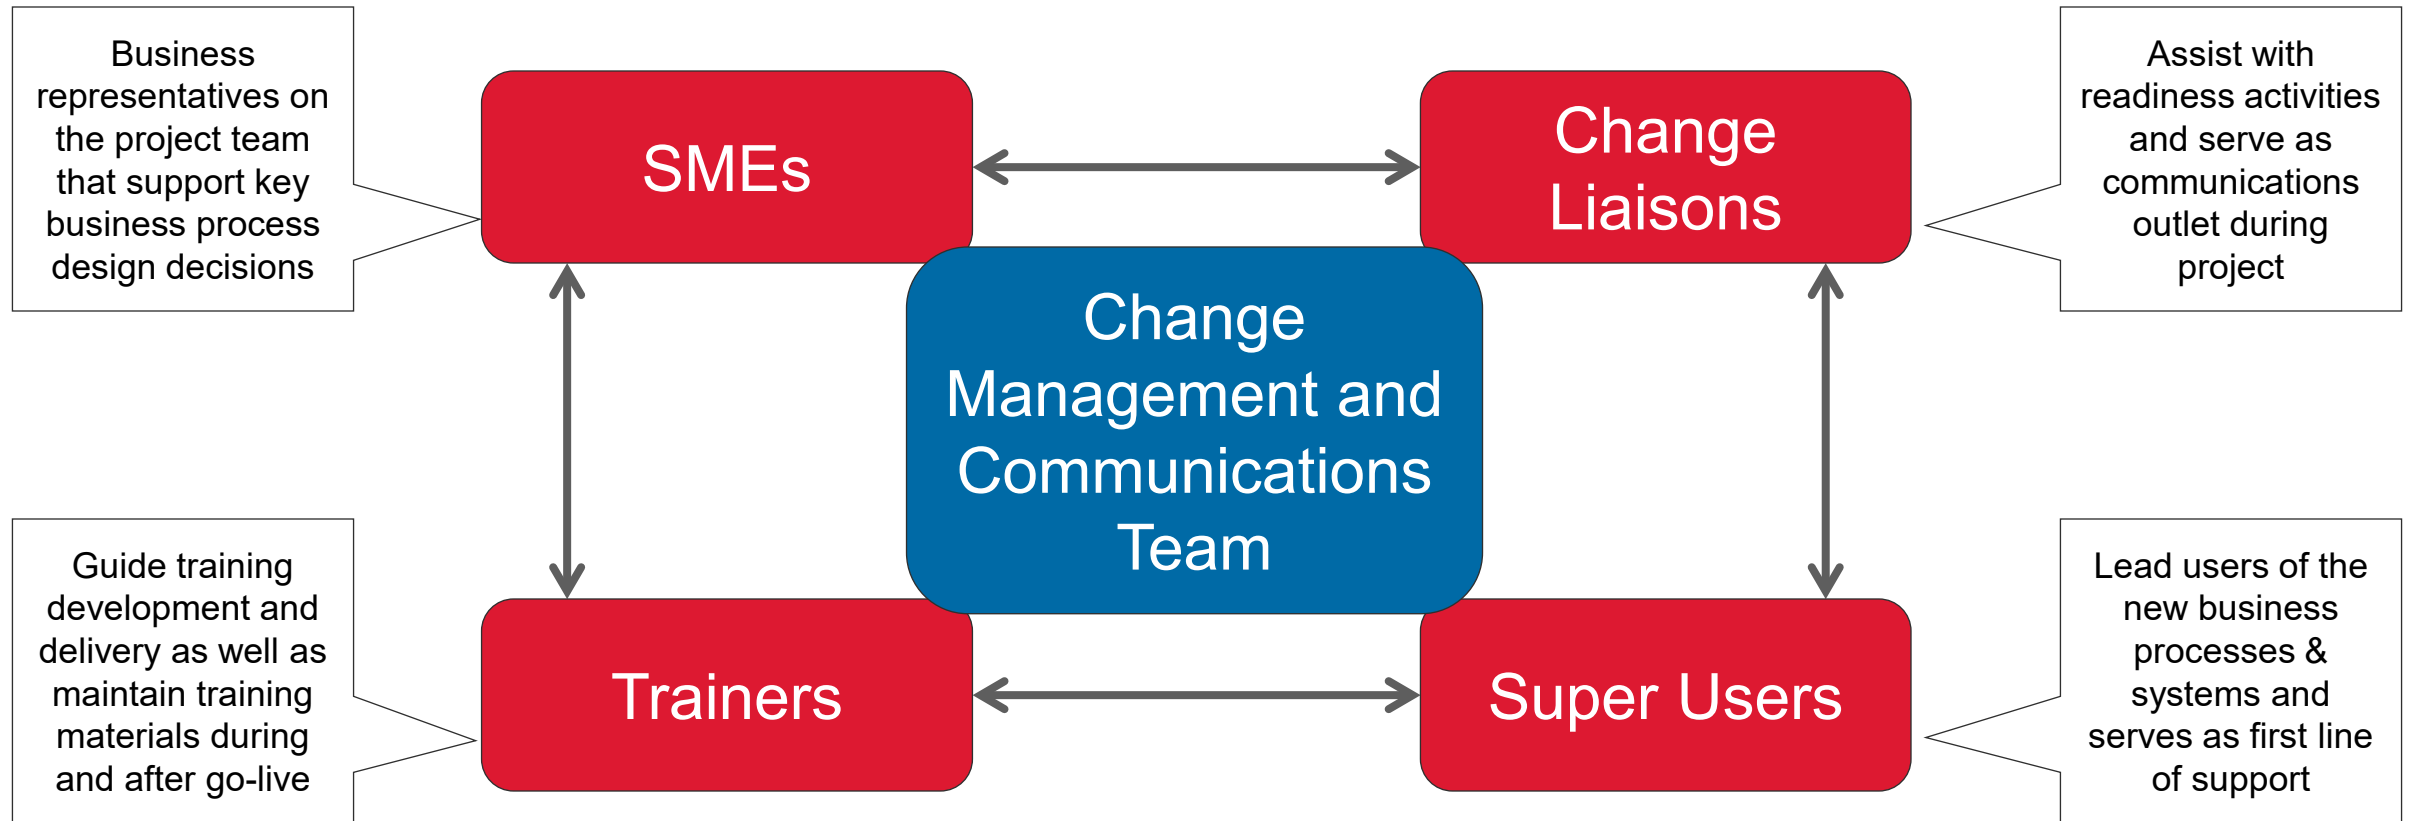 Business
representatives on
the project team
that support key
business process
design decisions
SMEs
Change
Liaisons
Assist with
readiness activities
and serve as
communications
outlet during
project
Change
Management and
Communications
Team
Guide training
development and
delivery as well as
maintain training
materials during
and after go-live
Trainers
Super Users
Lead users of the
new business
processes &
systems and
serves as first line
of support